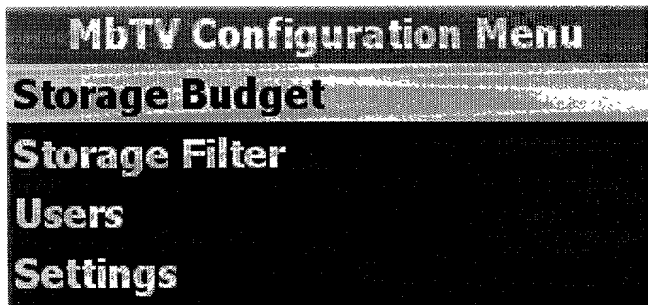 MbTV Configuration Menu
Storage Budget
Storage Filter
Users
Settings